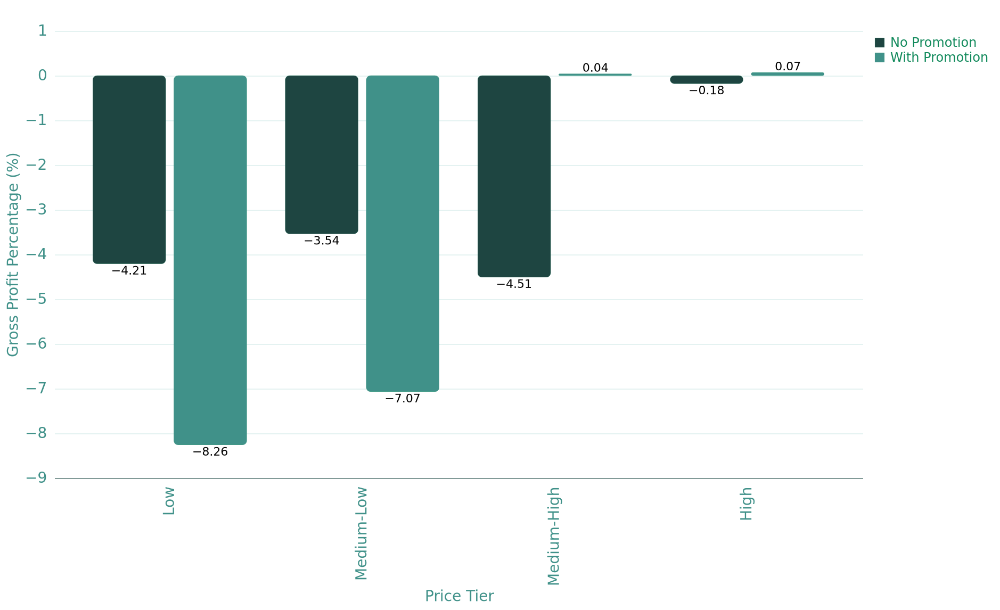 1
0
−1
−2
−3
−4
−5
−6
−7
−8
−9
Gross Profit Percentage (%)
−4.21
−8.26
−3.54
−7.07
−4.51
0.04
−0.18
0.07
Low
Medium-Low
Medium-High
High
Price Tier
No Promotion
With Promotion